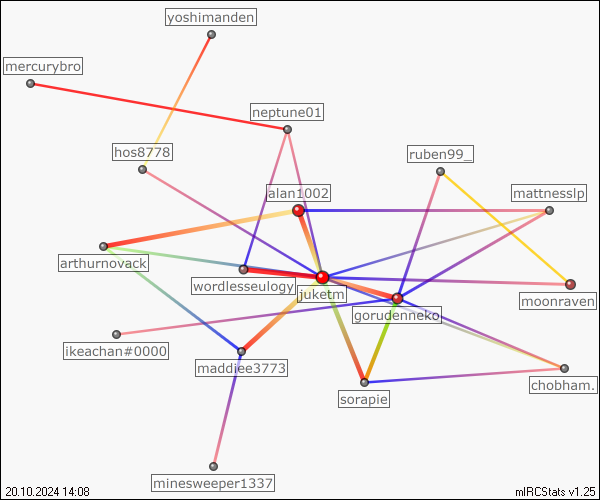 yoshimanden
mercurybro
neptune01
hos8778
ruben99_
alan1002
mattnesslp
arthurnovack
wordlesseulogy
juketm
moonraven
gorudenneko
ikeachan#0000
maddiee3773
chobham.
sorapie
minesweeper1337
20.10.2024 14:08
mIRCStats v1.25